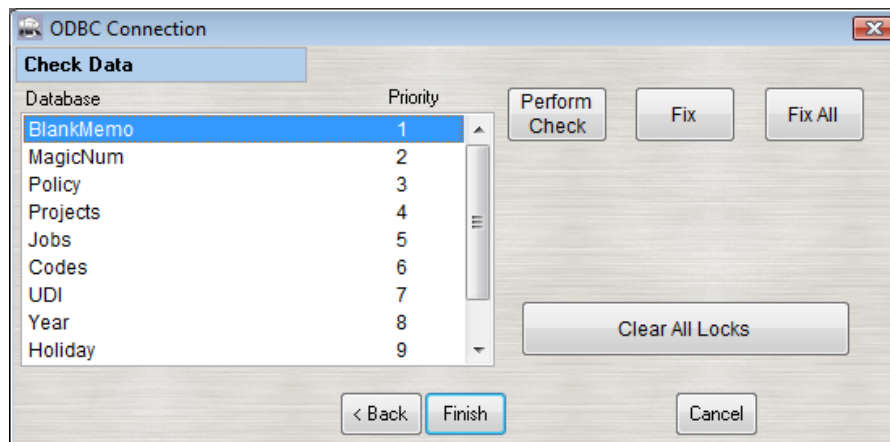 ODBC Connection
Check Data
Database Priority
BlankMemo 1
MagicNum 2
Policy 3
Projects 4
Jobs 5
Codes 6
UDI 7
Year 8
Holiday 9
Perform
Check
Fix
Fix All
Clear All Locks
< Back
Finish
Cancel